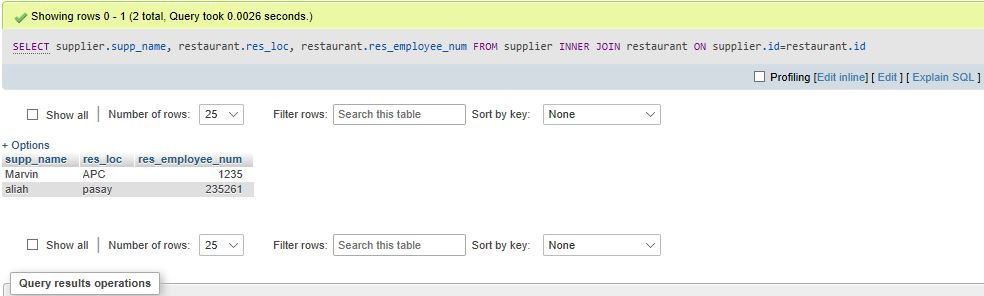 Showing rows 0 - 1 (2 total, Query took 0.0026 seconds.)
SELECT supplier.supp_name, restaurant.res_loc, restaurant.res_employee_num FROM supplier INNER JOIN restaurant ON supplier.id=restaurant.id
Profiling [Edit inline] [ Edit ] [ Explain SQL ]
Show all | Number of rows: 25 Filter rows: Search this table Sort by key: None
+ Options
supp_name res_loc res_employee_num
Marvin APC 1235
aliah pasay 235261
Show all | Number of rows: 25 Filter rows: Search this table Sort by key: None
Query results operations